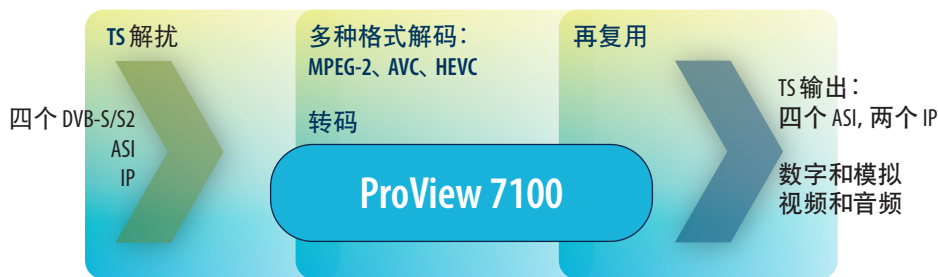 TS 解扰
多种格式解码：
MPEG-2、AVC、HEVC
转码
再复用
四个 DVB-S/S2
ASI
IP
ProView 7100
TS 输出：
四个 ASI, 两个 IP
数字和模拟
视频和音频